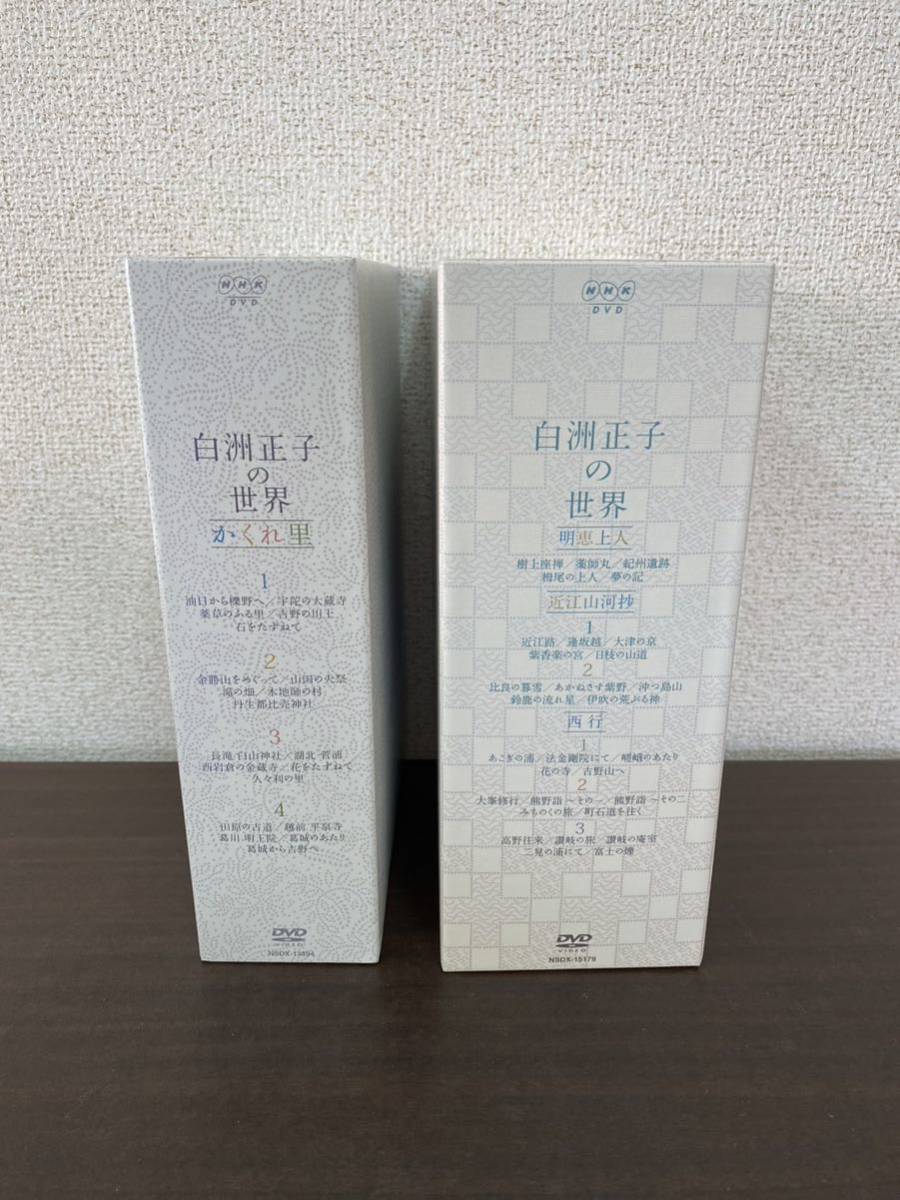 NHK
DVD
白洲正子
の
世界
かくれ里
1
油日から櫟野へ／宇陀の大蔵寺
薬草のふる里／吉野の川上
石をたずねて
2
金勝山をめぐって／山国の火祭
滝の畑／木地師の村
丹生都比売神社
3
長滝 白山神社／湖北 菅浦
西岩倉の金蔵寺／花をたずねて
久々利の里
4
田原の古道／越前 平泉寺
葛川 明王院／葛城のあたり
葛城から吉野へ
DVD
VIDEO
NHK
DVD
白洲正子
の
世界
明恵上人
樹上座禅／薬師丸／紀州遺跡
栂尾の上人／夢の記
近江山河抄
1
近江路／逢坂越／大津の京
紫香楽の宮／日枝の山道
2
比良の暮雪／あかねさす紫野／沖つ島山
鈴鹿の流れ星／伊吹の荒ぶる神
西行
1
あこぎの浦／法金剛院にて／嵯峨のあたり
花の寺／吉野山へ
2
大峯修行／熊野詣 〜その一／熊野詣 〜その二
みちのくの旅／町石道を往く
3
高野往来／讃岐の旅／讃岐の庵室
二見の浦にて／富士の煙
DVD
VIDEO
NSDX-15179